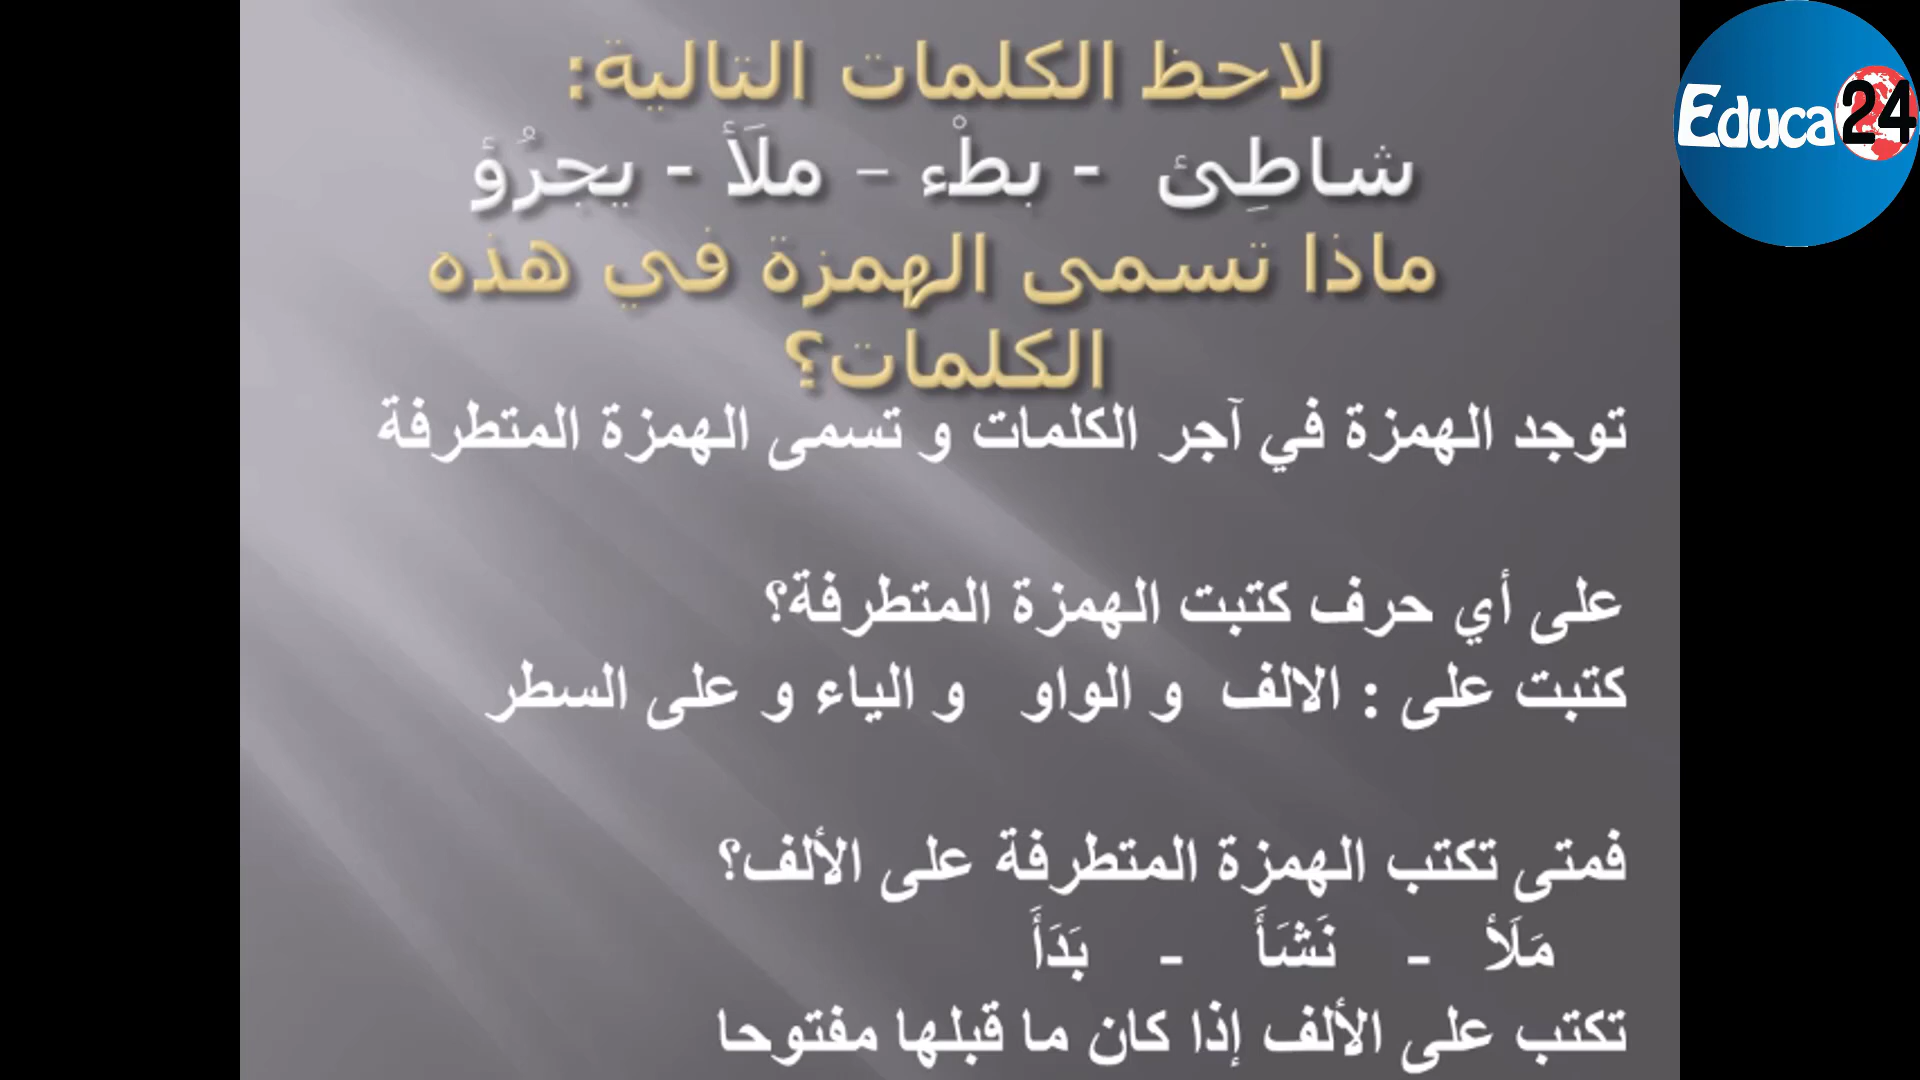 لاحظ الكلمات التالية:
شاطِئ - بطْء – ملَأ - يجرُؤ
ماذا تسمى الهمزة في هذه
الكلمات؟
توجد الهمزة في آجر الكلمات و تسمى الهمزة المتطرفة
على أي حرف كتبت الهمزة المتطرفة؟
كتبت على : الالف و الواو و الياء و على السطر
فمتى تكتب الهمزة المتطرفة على الألف؟
مَلَأ - نَشَأَ - بَدَأَ
تكتب على الألف إذا كان ما قبلها مفتوحا
Educa24